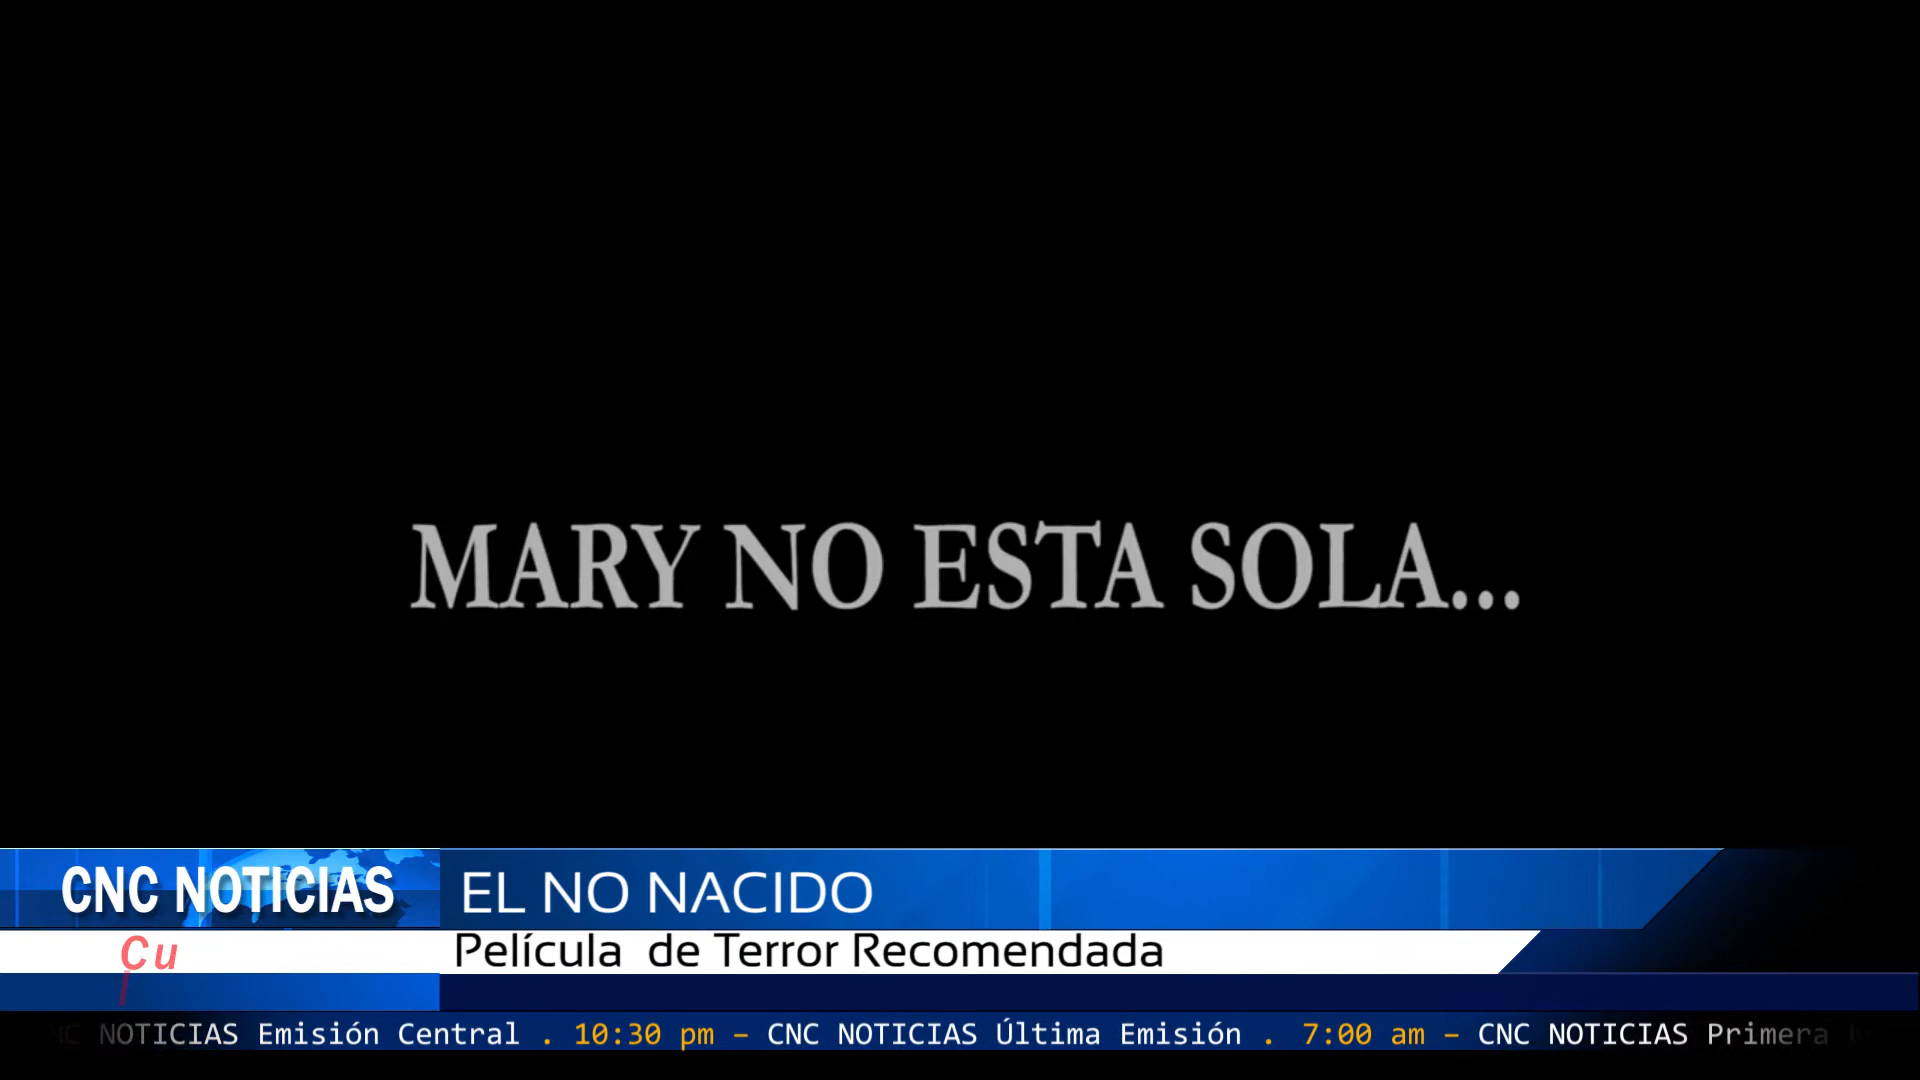 MARY NO ESTA SOLA...
CNC NOTICIAS
EL NO NACIDO
Cu
Película de Terror Recomendada
NOTICIAS Emisión Central . 10:30 pm – CNC NOTICIAS Última Emisión . 7:00 am – CNC NOTICIAS Primera